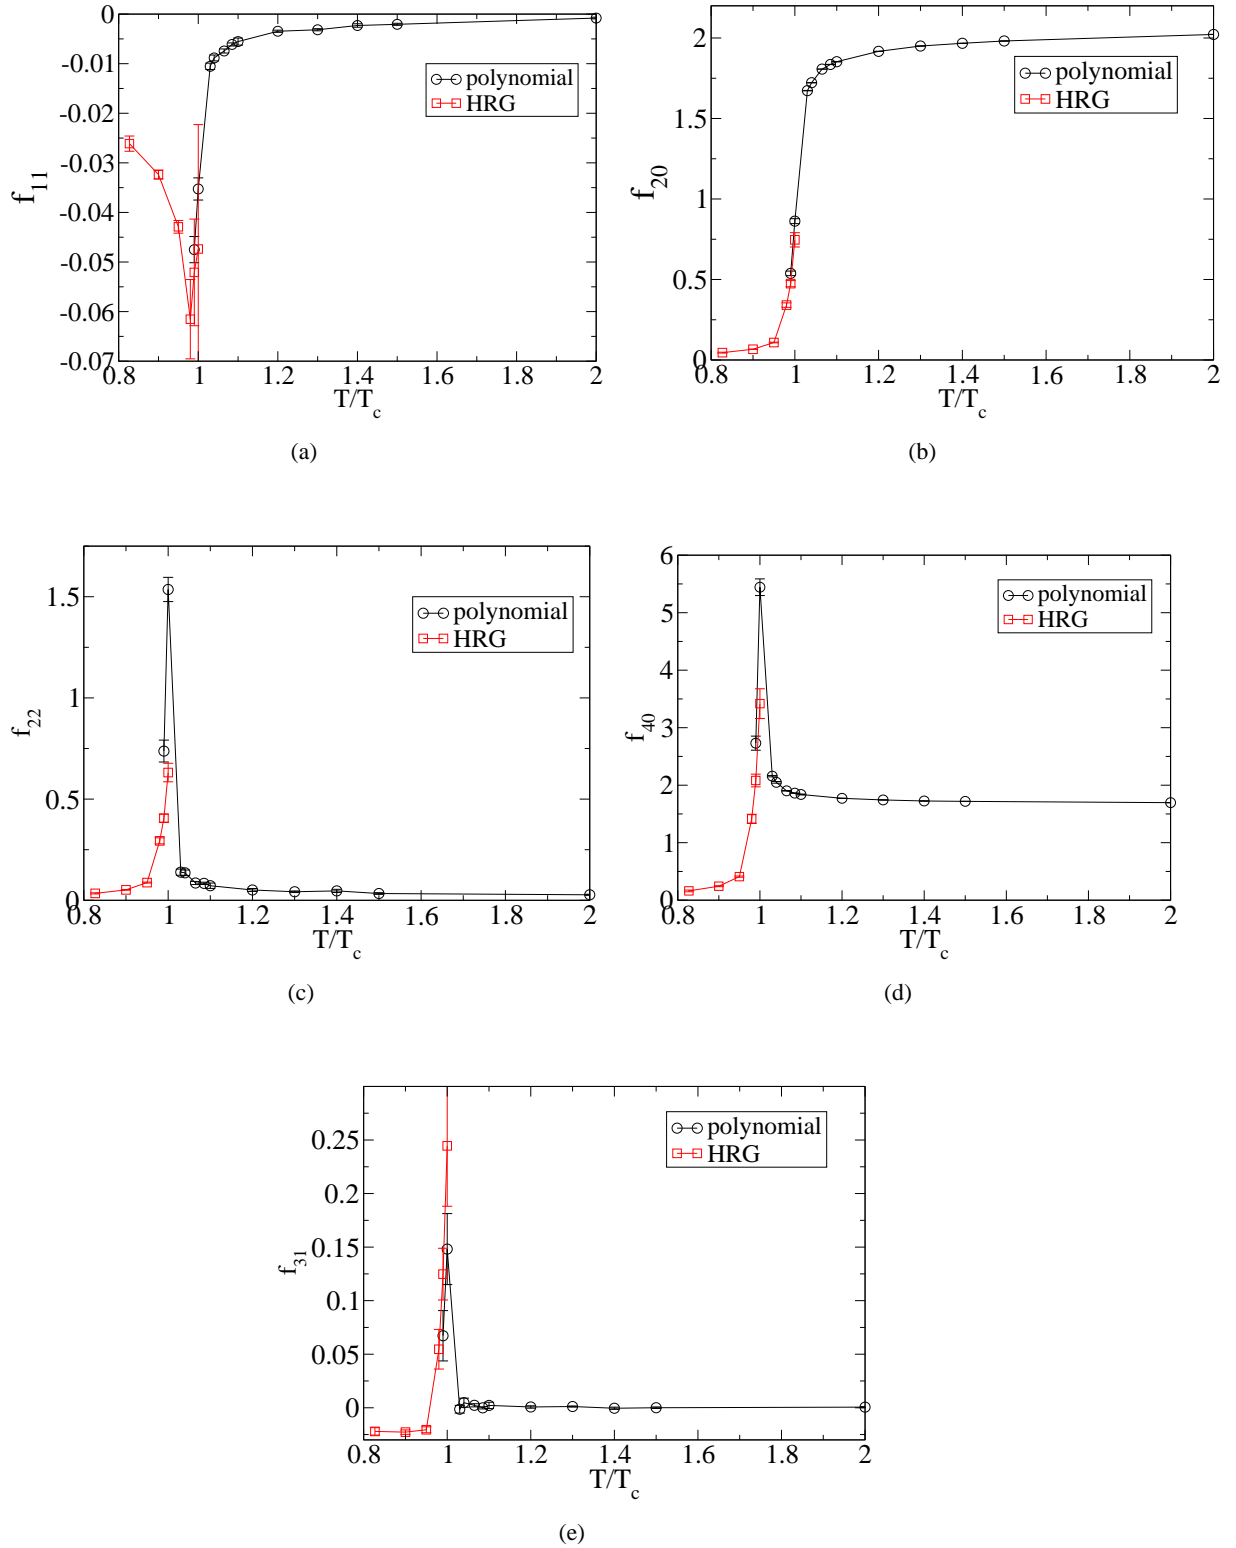 0
-0.01
-0.02
-0.03
-0.04
-0.05
-0.06
-0.07
f11
0.8 1 1.2 1.4 1.6 1.8 2
T/Tc
polynomial
HRG
(a)
2
1.5
1
0.5
0
f20
0.8 1 1.2 1.4 1.6 1.8 2
T/Tc
polynomial
HRG
(b)
1.5
1
0.5
0
f22
0.8 1 1.2 1.4 1.6 1.8 2
T/Tc
polynomial
HRG
(c)
6
5
4
3
2
1
0
f40
0.8 1 1.2 1.4 1.6 1.8 2
T/Tc
polynomial
HRG
(d)
0.25
0.2
0.15
0.1
0.05
0
f31
0.8 1 1.2 1.4 1.6 1.8 2
T/Tc
polynomial
HRG
(e)